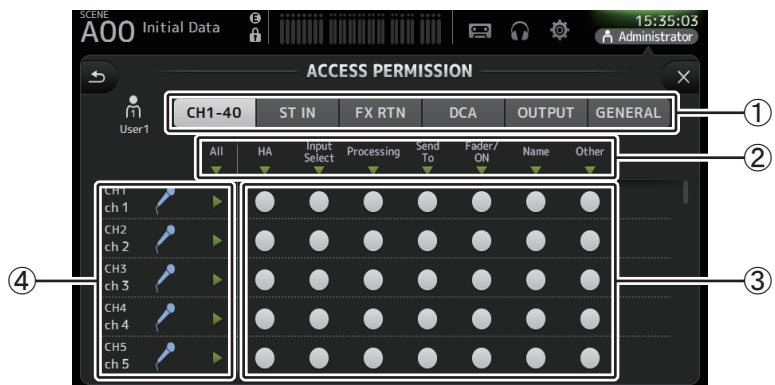 SCENE
A00 Initial Data
E
15:35:03
Administrator
ACCESS PERMISSION
1
User1
CH1-40 ST IN FX RTN DCA OUTPUT GENERAL
①
All HA Input Select Processing Send To Fader/ON Name Other
②
CH1
ch 1
CH2
ch 2
CH3
ch 3
④ ③
CH4
ch 4
CH5
ch 5